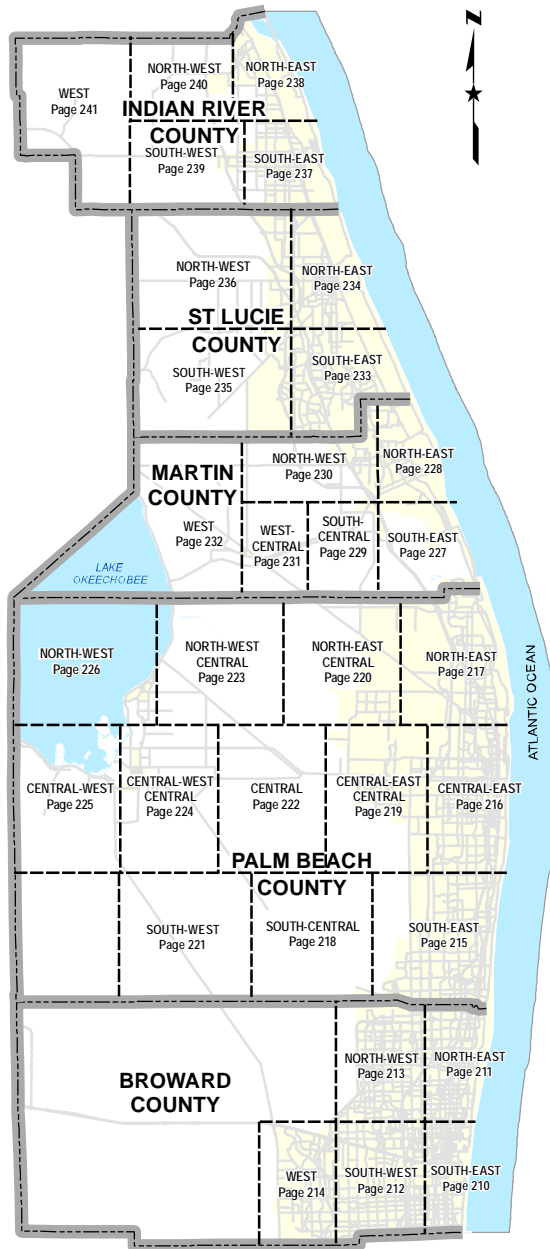 N
NORTH-WEST
Page 240
NORTH-EAST
Page 238
WEST
Page 241
INDIAN RIVER
COUNTY
SOUTH-WEST
Page 239
SOUTH-EAST
Page 237
NORTH-WEST
Page 236
NORTH-EAST
Page 234
ST LUCIE
COUNTY
SOUTH-WEST
Page 235
SOUTH-EAST
Page 233
NORTH-WEST
Page 230
NORTH-EAST
Page 228
MARTIN
COUNTY
WEST
Page 232
WEST-
CENTRAL
Page 231
SOUTH-
CENTRAL
Page 229
SOUTH-EAST
Page 227
LAKE
OKEECHOBEE
NORTH-WEST
Page 226
NORTH-WEST
CENTRAL
Page 223
NORTH-EAST
CENTRAL
Page 220
NORTH-EAST
Page 217
ATLANTIC OCEAN
CENTRAL-WEST
Page 225
CENTRAL-WEST
CENTRAL
Page 224
CENTRAL
Page 222
CENTRAL-EAST
CENTRAL
Page 219
CENTRAL-EAST
Page 216
PALM BEACH
COUNTY
SOUTH-WEST
Page 221
SOUTH-CENTRAL
Page 218
SOUTH-EAST
Page 215
NORTH-WEST
Page 213
NORTH-EAST
Page 211
BROWARD
COUNTY
WEST
Page 214
SOUTH-WEST
Page 212
SOUTH-EAST
Page 210